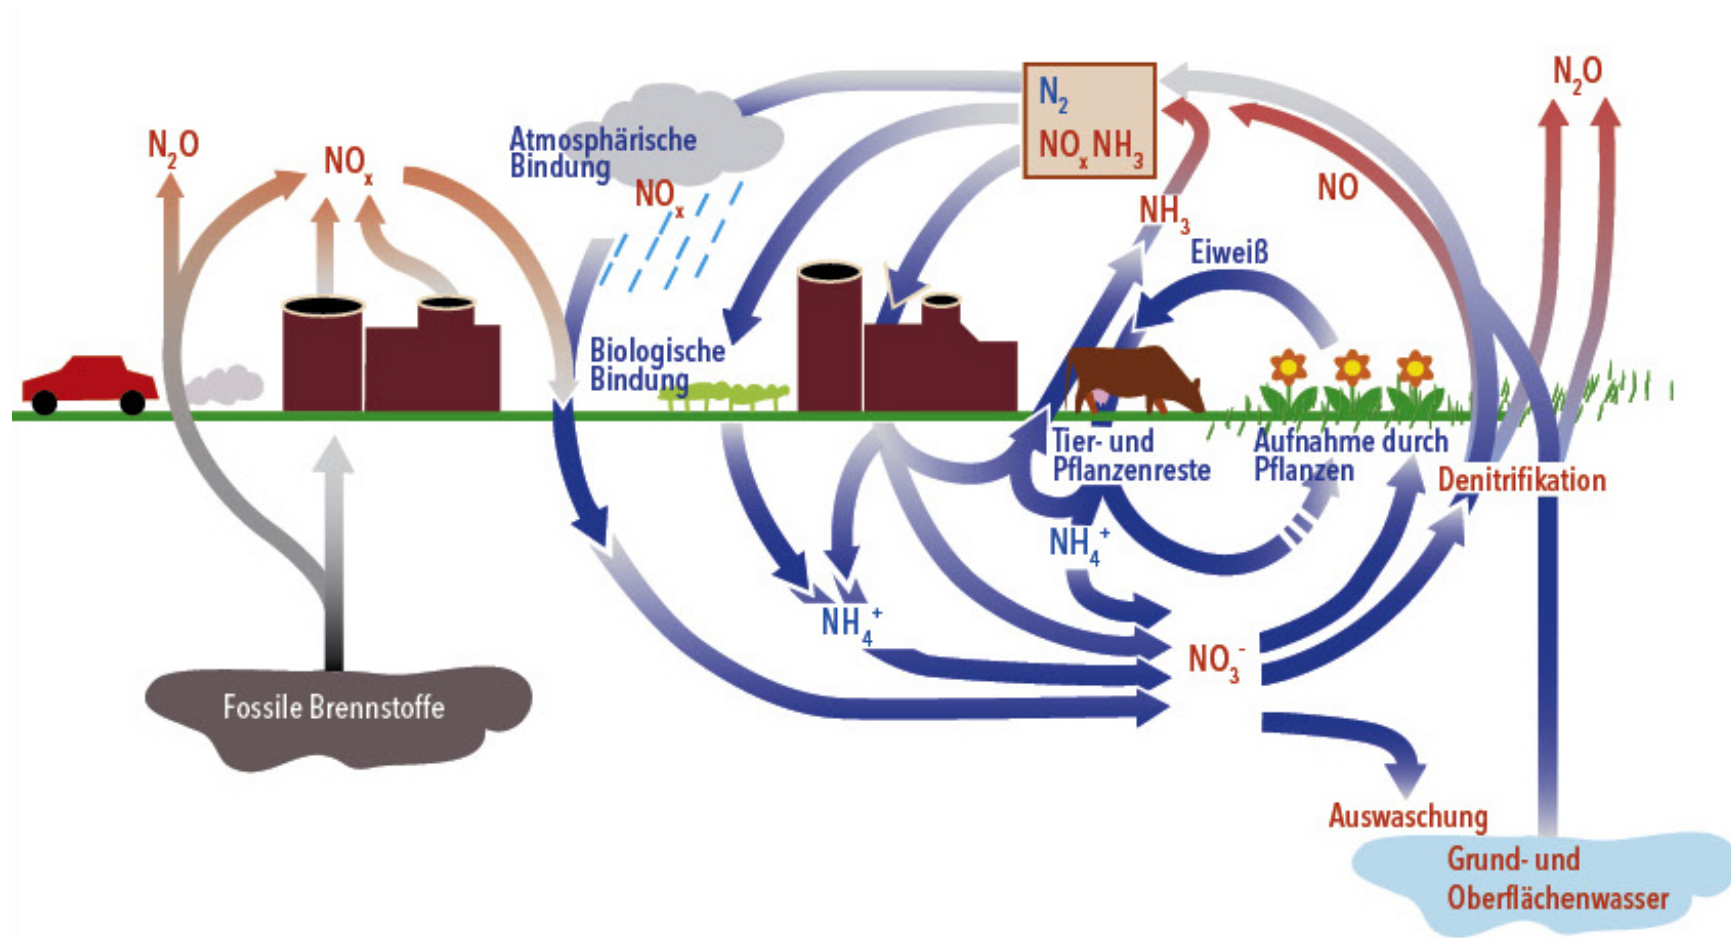 N₂O
NOₓ
Atmosphärische
Bindung
NOₓ
N₂
NOₓ NH₃
NH₃
NO
N₂O
Eiweiß
Biologische
Bindung
Tier- und
Pflanzenreste
Aufnahme durch
Pflanzen
Denitrifikation
NH₄⁺
NH₄⁺
NO₃⁻
Fossile Brennstoffe
Auswaschung
Grund- und
Oberflächenwasser